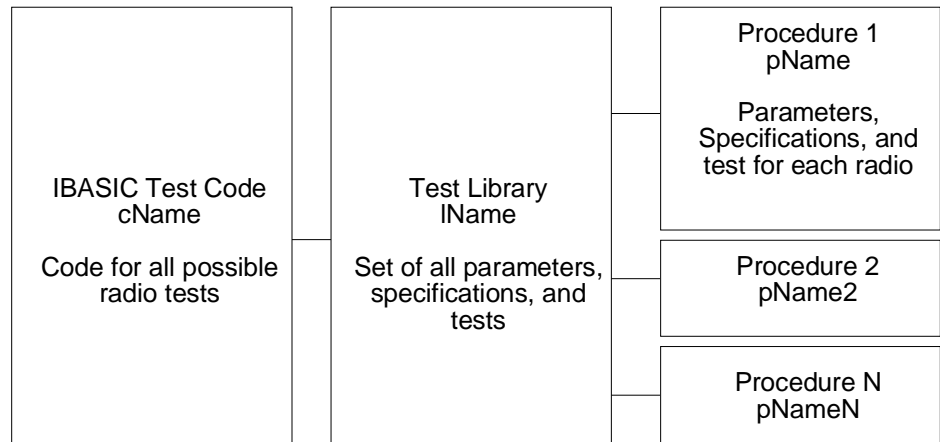 IBASIC Test Code
cName
Code for all possible
radio tests
Test Library
lName
Set of all parameters,
specifications, and
tests
Procedure 1
pName
Parameters,
Specifications, and
test for each radio
Procedure 2
pName2
Procedure N
pNameN